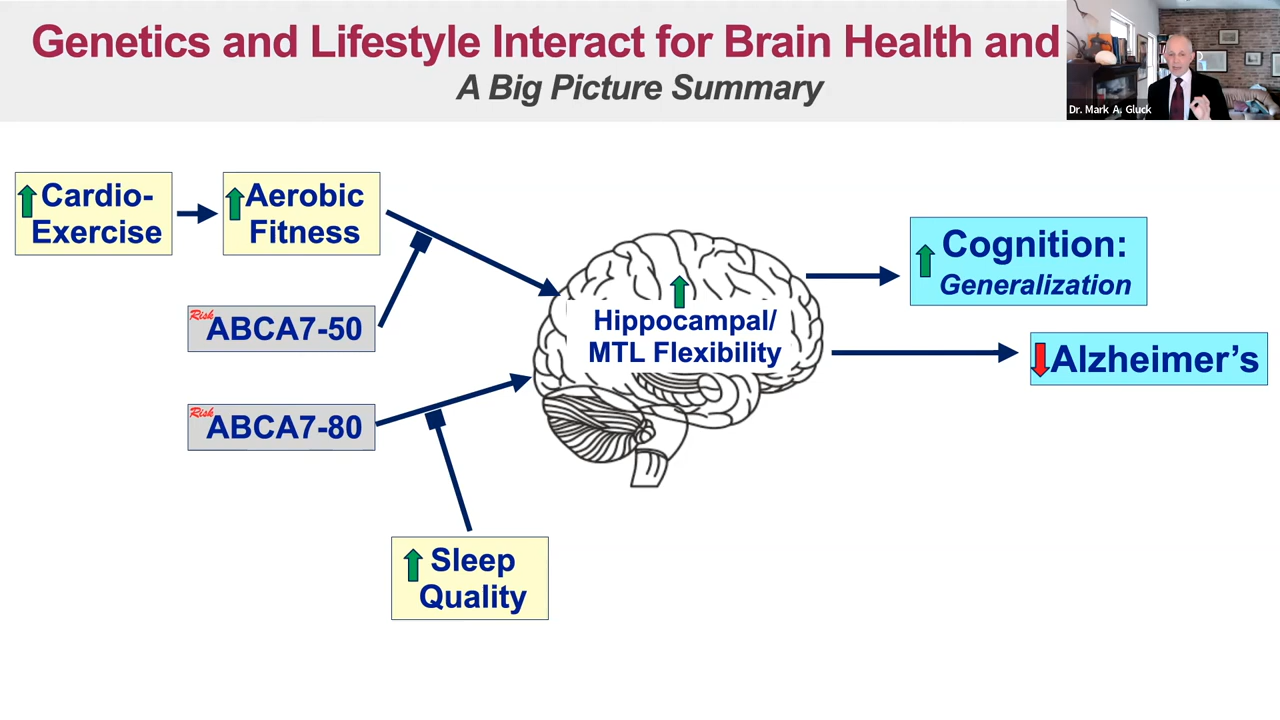 Genetics and Lifestyle Interact for Brain Health and
A Big Picture Summary
Dr. Mark A. Gluck
Cardio-
Exercise
Aerobic
Fitness
Risk
ABCA7-50
Risk
ABCA7-80
Sleep
Quality
Hippocampal/
MTL Flexibility
Cognition:
Generalization
Alzheimer’s